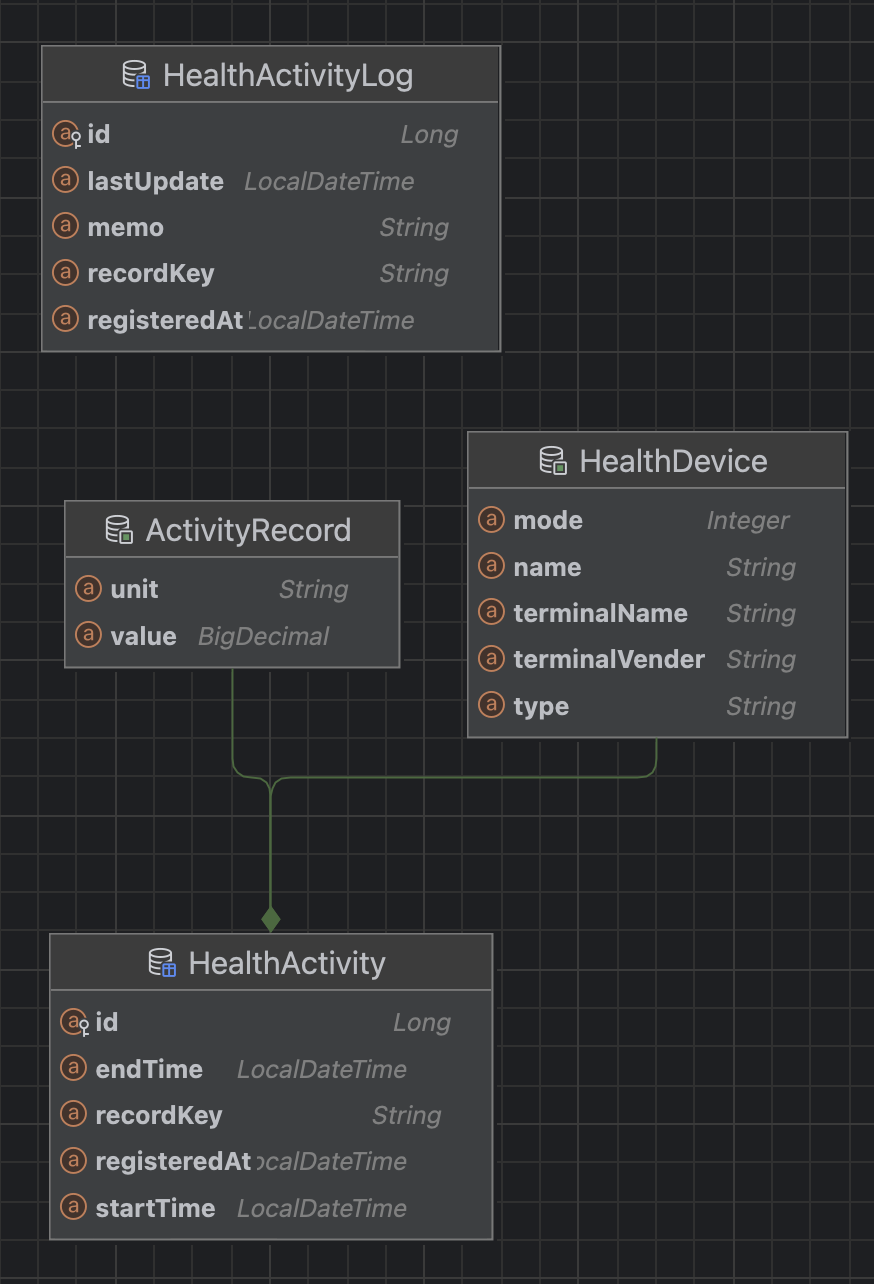 HealthActivityLog
id Long
lastUpdate LocalDateTime
memo String
recordKey String
registeredAt LocalDateTime
HealthDevice
mode Integer
name String
terminalName String
terminalVender String
type String
ActivityRecord
unit String
value BigDecimal
HealthActivity
id Long
endTime LocalDateTime
recordKey String
registeredAt ocalDateTime
startTime LocalDateTime